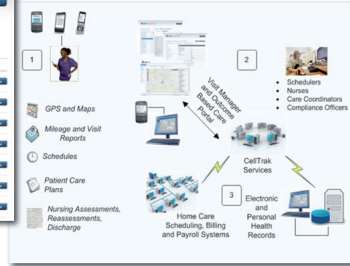 1
GPS and Maps
Mileage and Visit
Reports
Schedules
Patient Care
Plans
Nursing Assessments,
Reassessments,
Discharge
Visit Manager
and Outcome
Based Care
Portal
2
Schedulers
Nurses
Care Coordinators
Compliance Officers
CellTrak
Services
Home Care
Scheduling, Billing
and Payroll Systems
3
Electronic
and
Personal
Health
Records